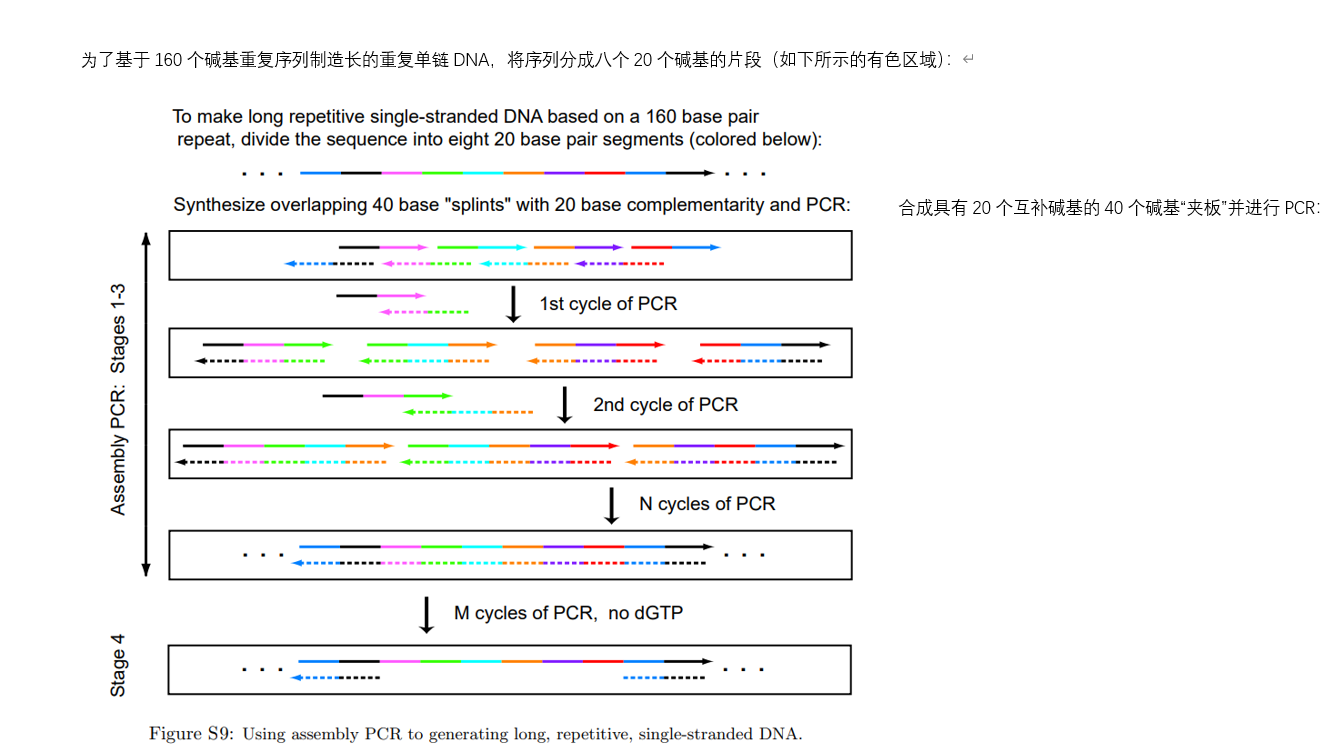 为了基于 160 个碱基重复序列制造长的重复单链 DNA，将序列分成八个 20 个碱基的片段（如下所示的有色区域）：↵
To make long repetitive single-stranded DNA based on a 160 base pair
repeat, divide the sequence into eight 20 base pair segments (colored below):
. . .
. . .
Synthesize overlapping 40 base "splints" with 20 base complementarity and PCR:
合成具有 20 个互补碱基的 40 个碱基“夹板”并进行 PCR:
Assembly PCR: Stages 1-3
1st cycle of PCR
2nd cycle of PCR
N cycles of PCR
. . .
. . .
M cycles of PCR, no dGTP
Stage 4
. . .
. . .
Figure S9: Using assembly PCR to generating long, repetitive, single-stranded DNA.